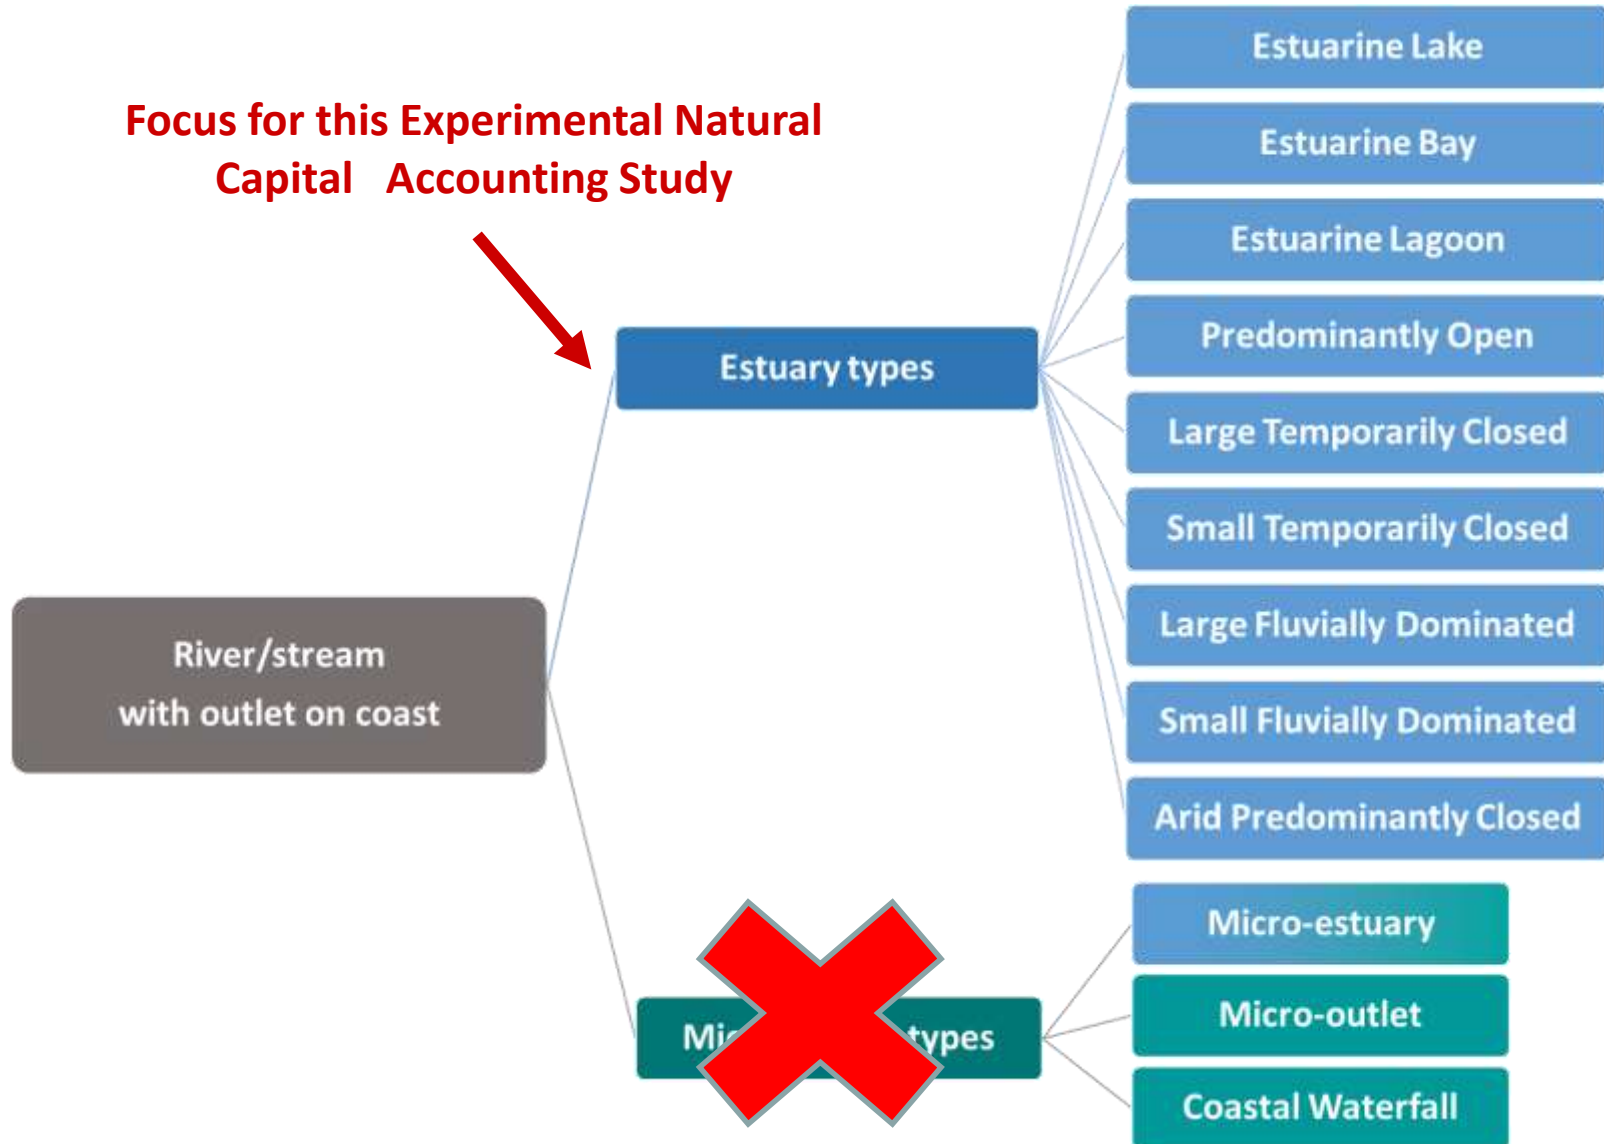 Focus for this Experimental Natural
Capital Accounting Study
Estuarine Lake
Estuarine Bay
Estuarine Lagoon
Predominantly Open
Estuary types
Large Temporarily Closed
Small Temporarily Closed
Large Fluvially Dominated
Small Fluvially Dominated
Arid Predominantly Closed
River/stream
with outlet on coast
Micro-estuary
Micro-outlet
Coastal Waterfall
types